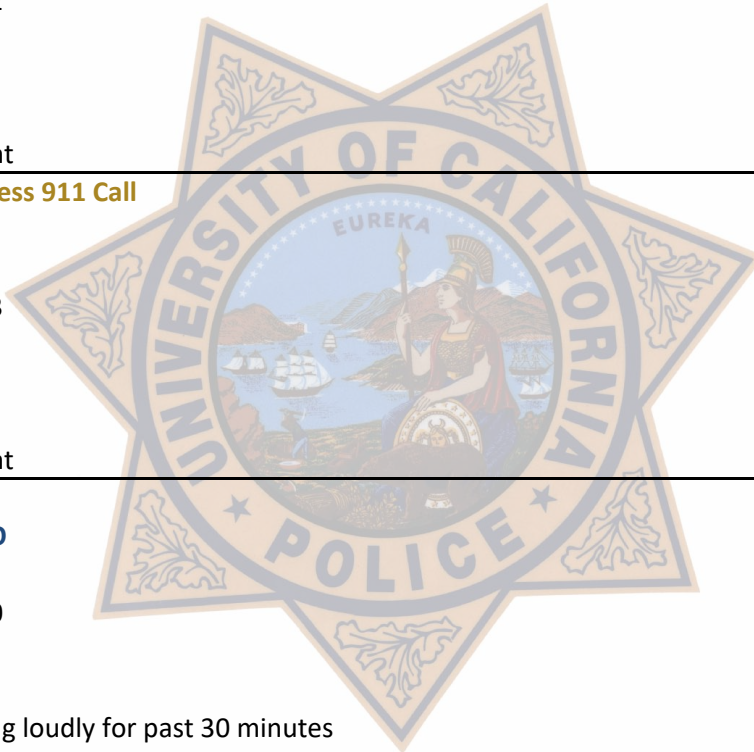 nt
ess 911 Call
UNIVERSITY OF CALIFORNIA
EUREKA
nt
POLICE
g loudly for past 30 minutes